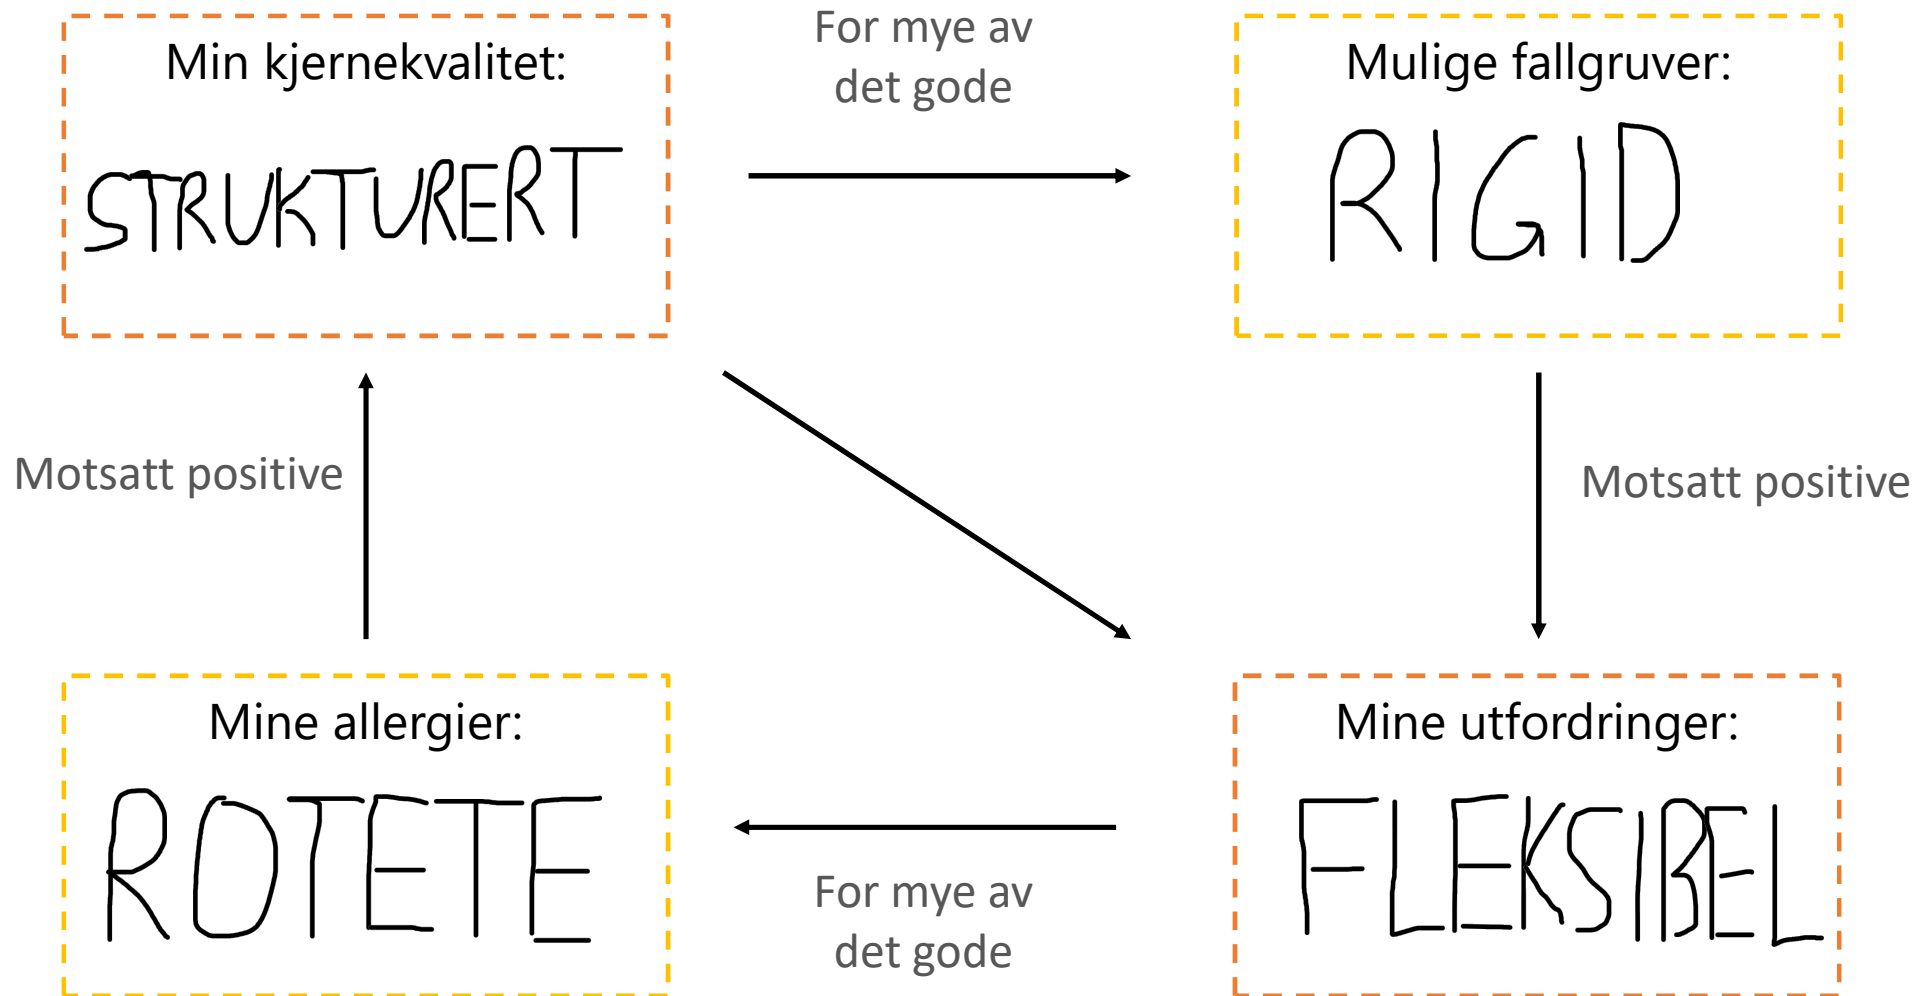 Min kjernekvalitet:
STRUKTURERT
For mye av
det gode
Mulige fallgruver:
RIGID
Motsatt positive
Motsatt positive
Mine allergier:
ROTETE
For mye av
det gode
Mine utfordringer:
FLEKSIBEL